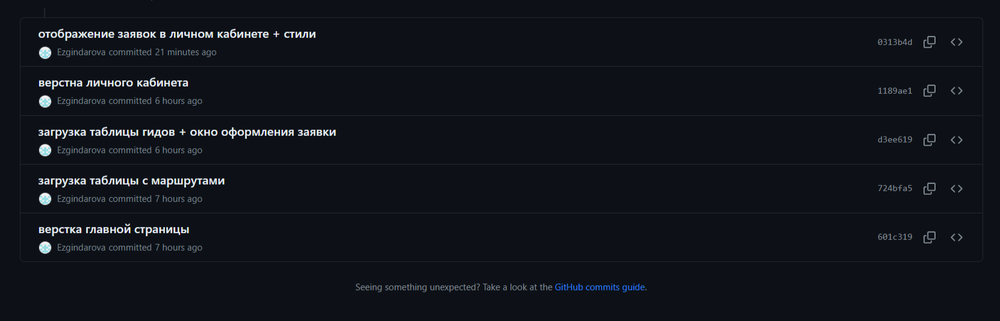 отображение заявок в личном кабинете + стили
Ezgindarova committed 21 minutes ago
0313b4d
верстна личного кабинета
Ezgindarova committed 6 hours ago
1189ae1
загрузка таблицы гидов + окно оформления заявки
Ezgindarova committed 6 hours ago
d3ee619
загрузка таблицы с маршрутами
Ezgindarova committed 7 hours ago
724bfa5
верстка главной страницы
Ezgindarova committed 7 hours ago
601c319
Seeing something unexpected? Take a look at the GitHub commits guide.